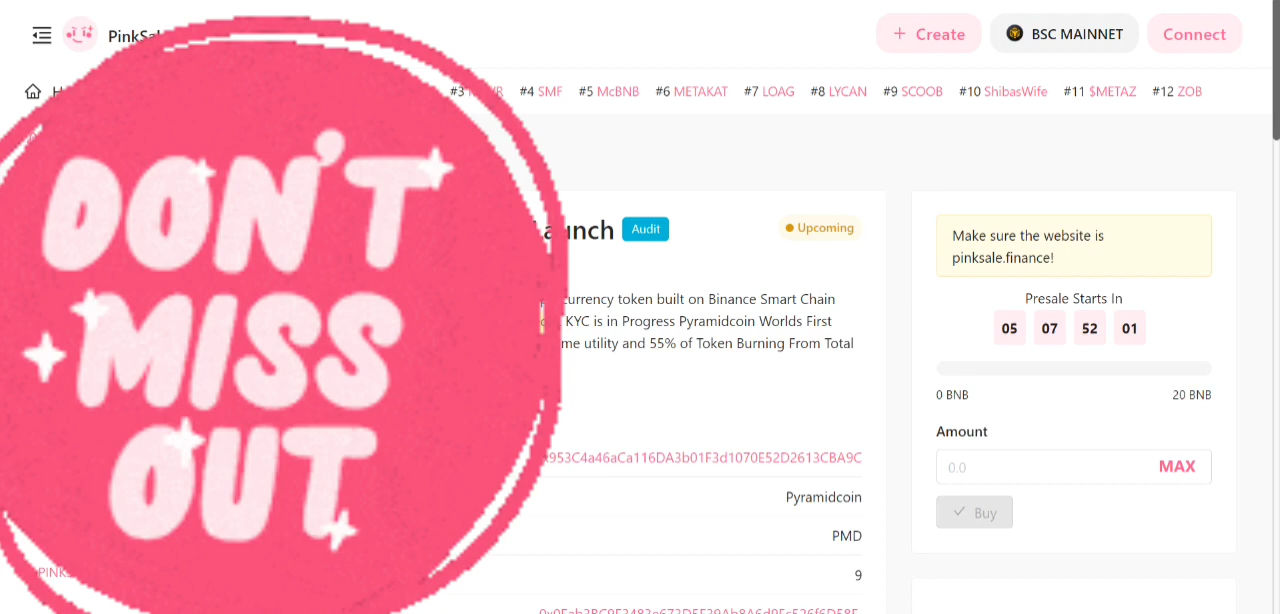 PinkSal
Create
BSC MAINNET
Connect
#3
#4 SMF
#5 McBNB
#6 METAKAT
#7 LOAG
#8 LYCAN
#9 SCOOB
#10 ShibasWife
#11 $METAZ
#12 ZOB
DON'T
MISS
OUT
Launch
Audit
Upcoming
currency token built on Binance Smart Chain
KYC is in Progress Pyramidcoin Worlds First
me utility and 55% of Token Burning From Total
953C4a46aCa116DA3b01F3d1070E52D2613CBA9C
Pyramidcoin
PMD
9
PINKS
Make sure the website is
pinksale.finance!
Presale Starts In
05 07 52 01
0 BNB 20 BNB
Amount
0.0 MAX
Buy